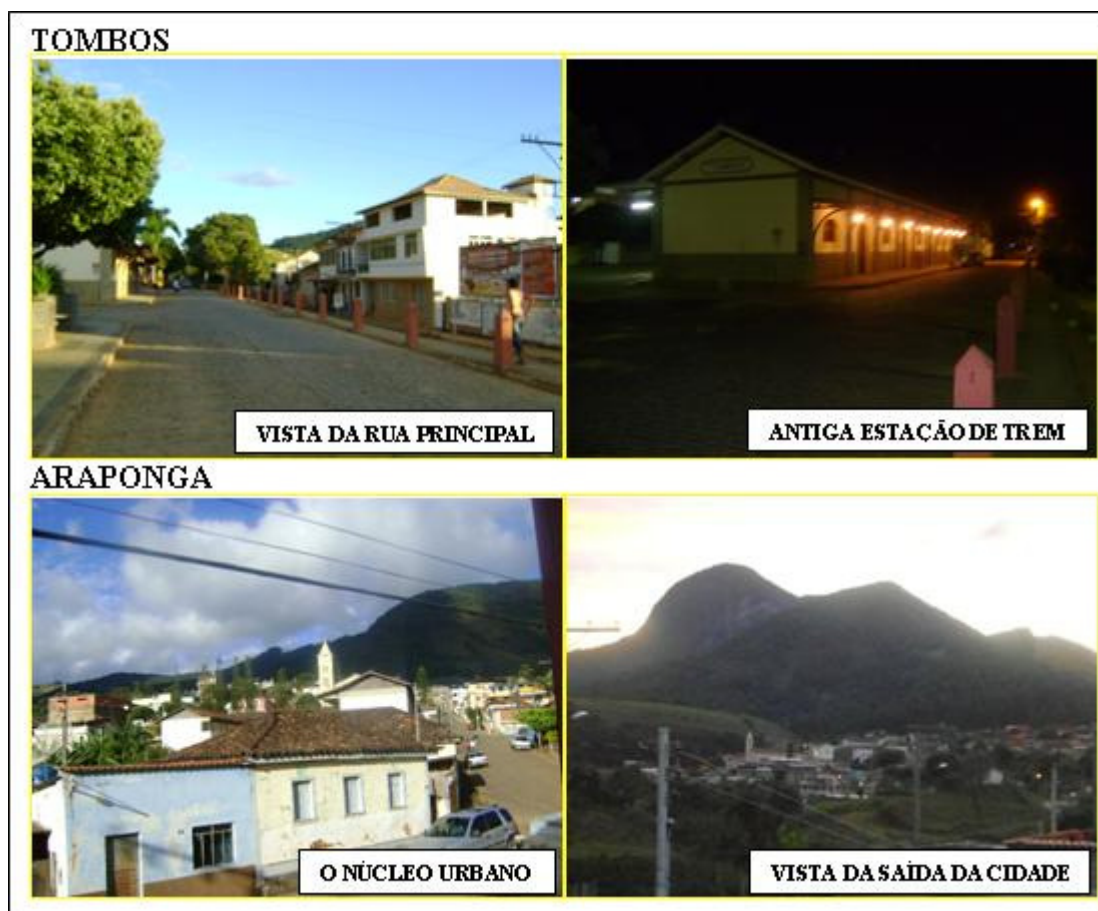 TOMBOS
VISTA DA RUA PRINCIPAL
ANTIGA ESTAÇÃO DE TREM
ARAPONGA
O NÚCLEO URBANO
VISTA DA SAÍDA DA CIDADE